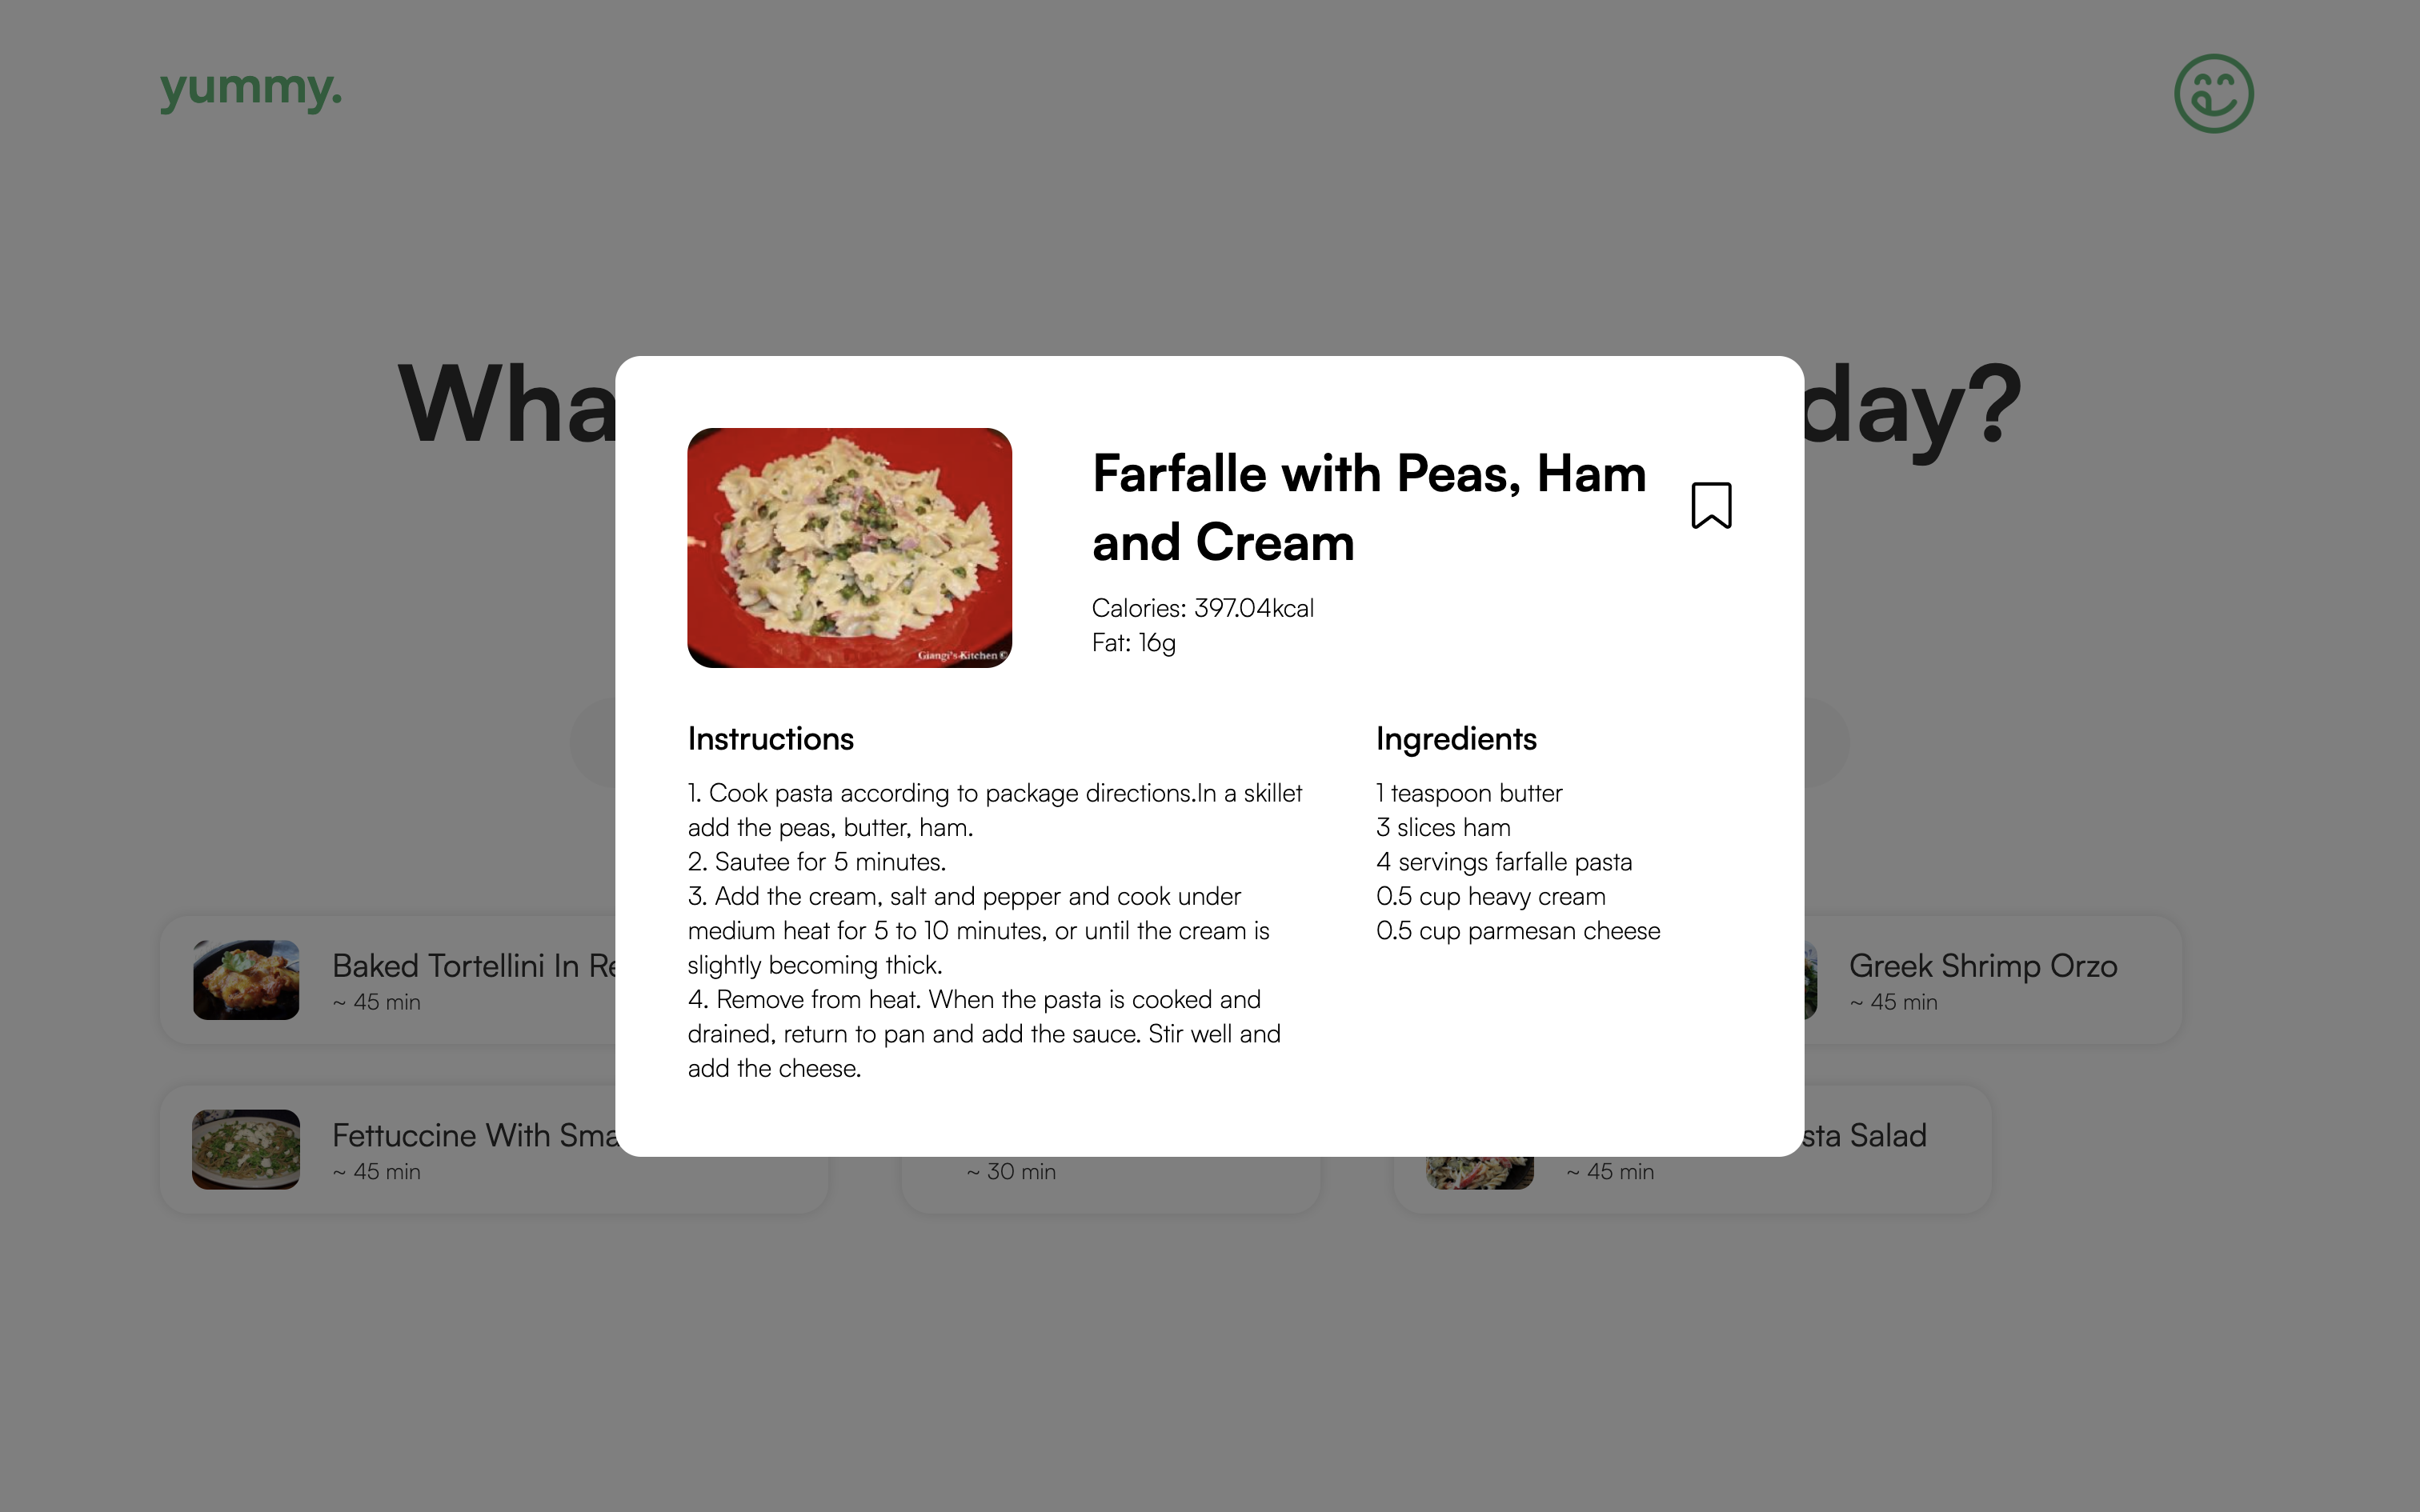 yummy.
Farfalle with Peas, Ham
and Cream
Calories: 397.04kcal
Fat: 16g
Giangi's Kitchen ©
Instructions
1. Cook pasta according to package directions.In a skillet
add the peas, butter, ham.
2. Sautee for 5 minutes.
3. Add the cream, salt and pepper and cook under
medium heat for 5 to 10 minutes, or until the cream is
slightly becoming thick.
4. Remove from heat. When the pasta is cooked and
drained, return to pan and add the sauce. Stir well and
add the cheese.
Ingredients
1 teaspoon butter
3 slices ham
4 servings farfalle pasta
0.5 cup heavy cream
0.5 cup parmesan cheese
Baked Tortellini In
~ 45 min
Greek Shrimp Orzo
~ 45 min
Fettuccine With
~ 45 min
~ 30 min
Salad
~ 45 min